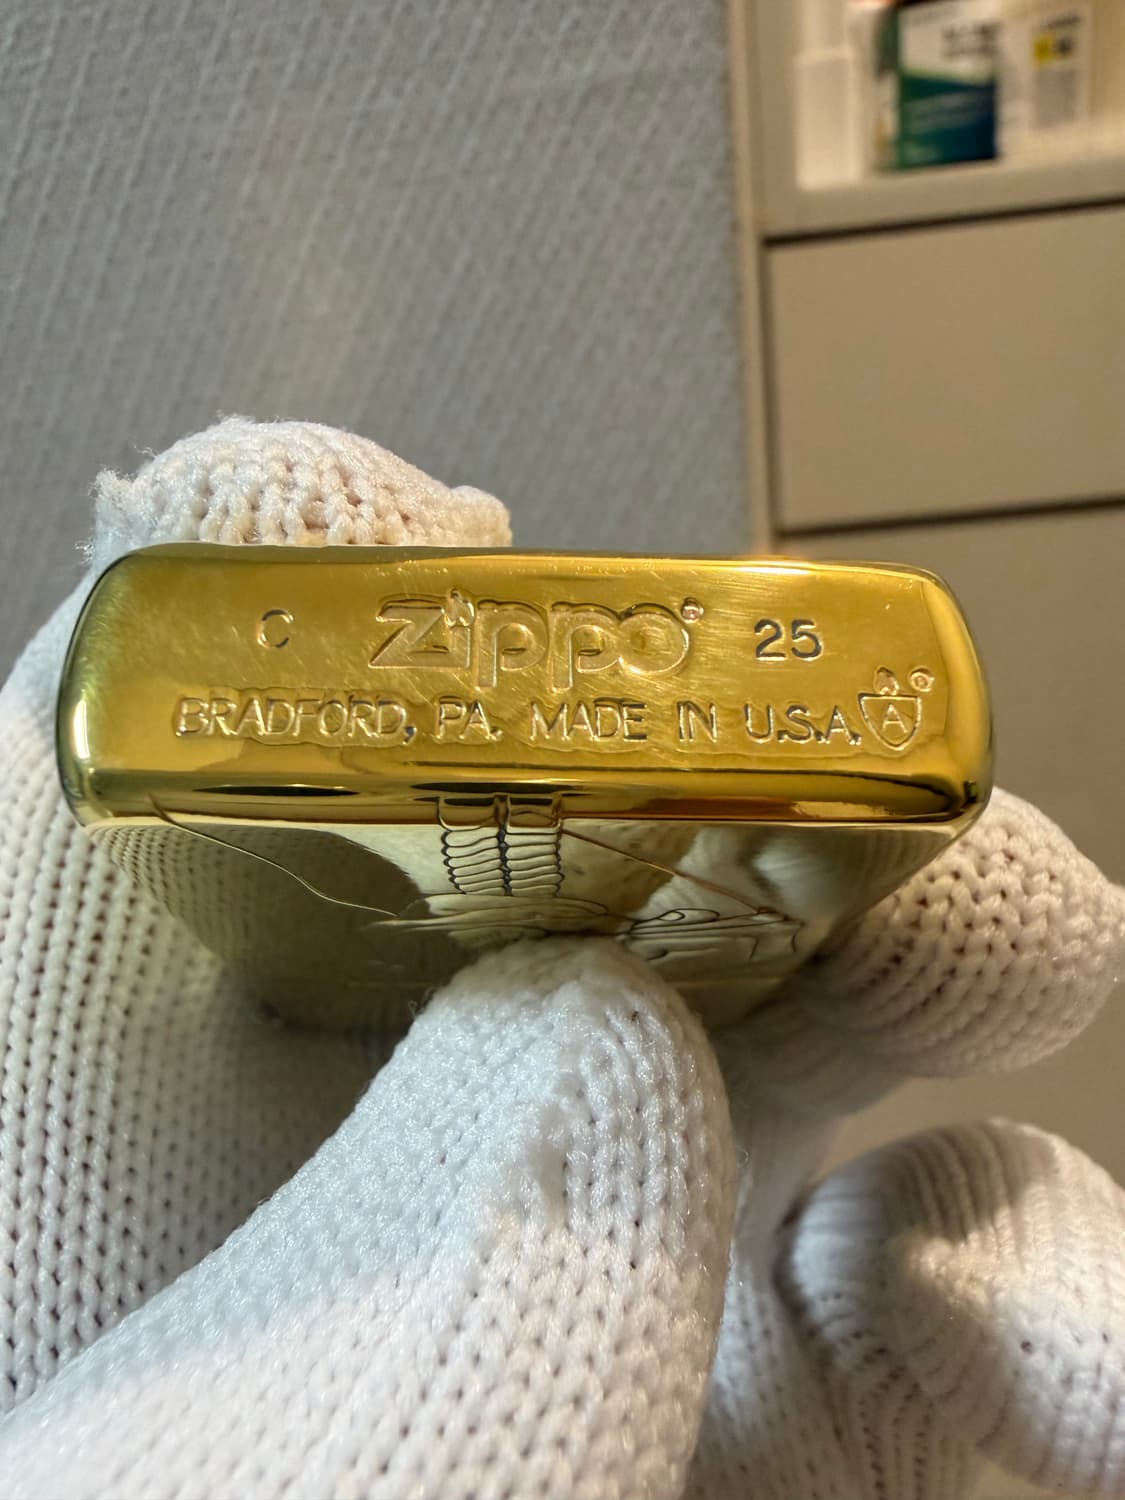 C Zippo® 25
BRADFORD, PA. MADE IN U.S.A. A ®